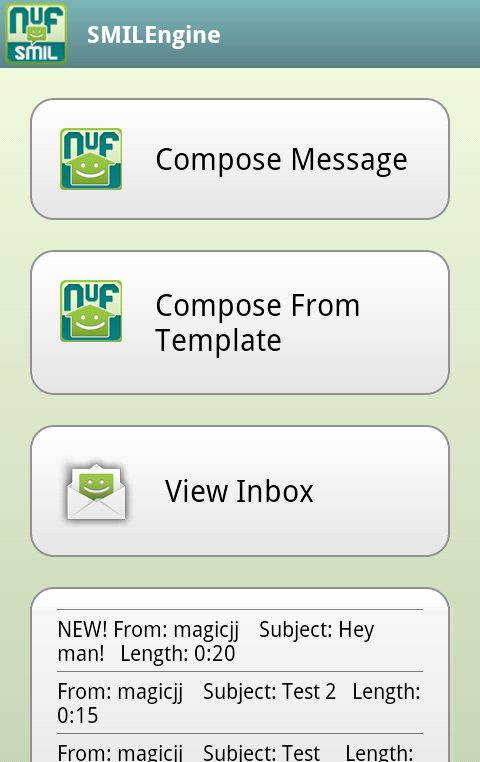 nuf
SMIL
SMILEngine
nuf
Compose Message
nuf
Compose From
Template
View Inbox
NEW! From: magicjj   Subject: Hey
man!   Length: 0:20
From: magicjj   Subject: Test 2   Length:
0:15
From: magicjj   Subject: Test   Length: